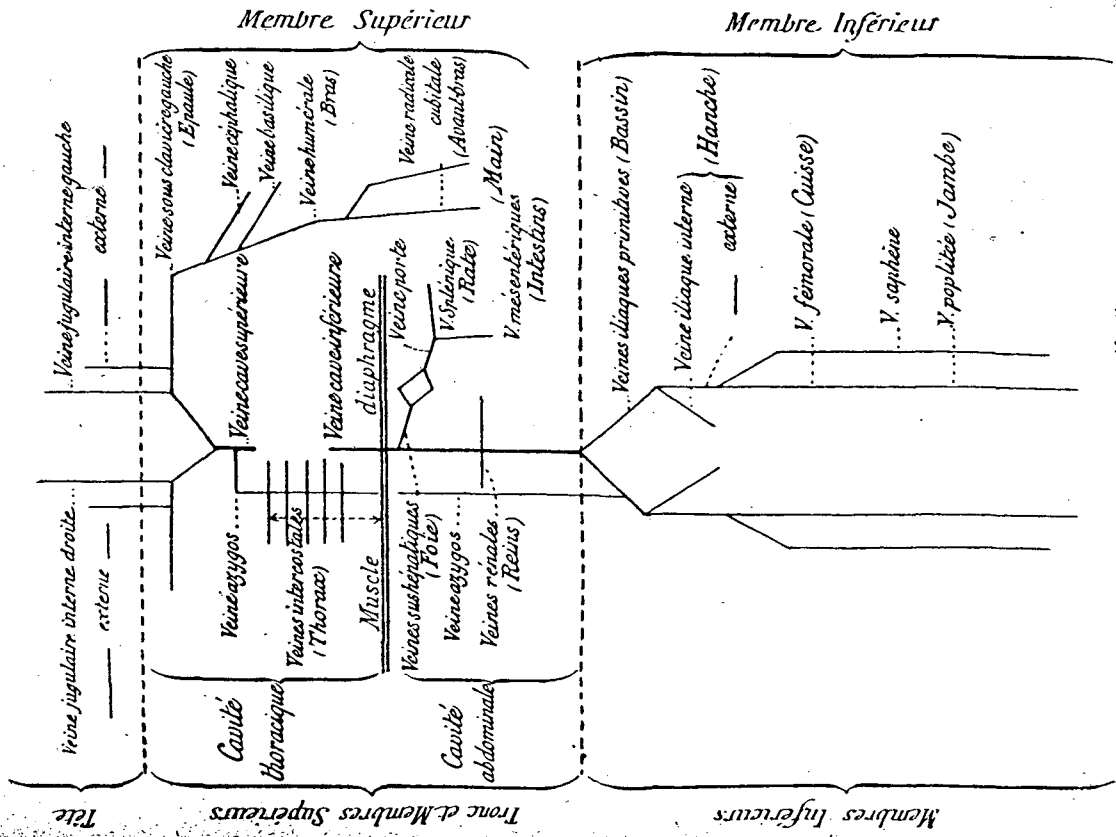 Membre Supérieur
Membre Inférieur
Veine jugulaire interne gauche
— externe —
Veine sous clavière gauche
(Epaule)
Veine céphalique
Veine basilique
Veine humérale
(Bras)
Veine radicale
cubitale
(Avant-bras)
(Main)
Veine cave supérieure
Veine cave inférieure
diaphragme
Veine porte
V. Splénique
(Rate)
V. mésentériques
(Intestins)
Veines iliaques primitives (Bassin)
Veine iliaque interne
— externe
(Hanche)
V. fémorale (Cuisse)
V. saphène
V. poplitée (Jambe)
Veine jugulaire interne droite
— externe —
Veine azygos
Veines intercostales
(Thorax)
Muscle
Veines sushépatiques
(Foie)
Veine azygos
Veines rénales
(Reins)
Cavité
thoracique
Cavité
abdominale
Tête
Tronc et Membres Supérieurs
Membres Inférieurs